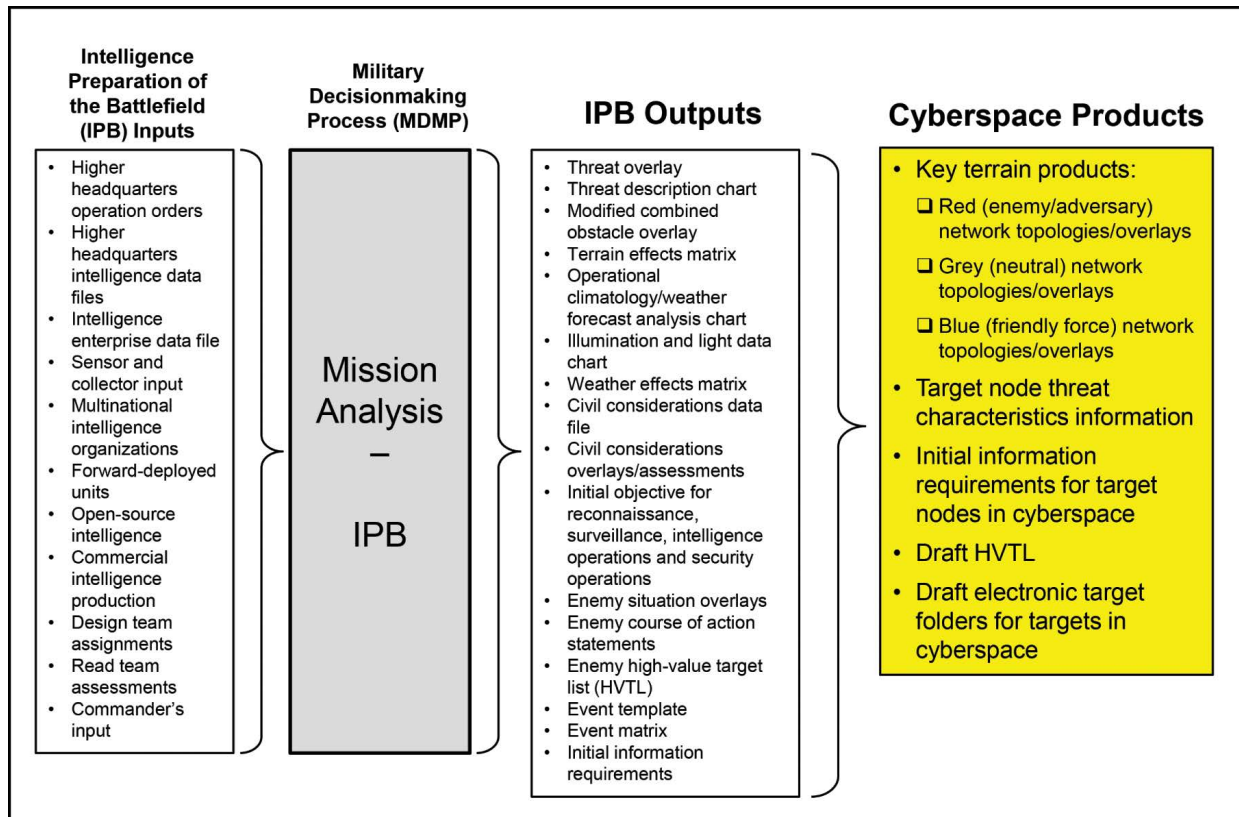 Intelligence
Preparation of
the Battlefield
(IPB) Inputs
• Higher
headquarters
operation orders
• Higher
headquarters
intelligence data
files
• Intelligence
enterprise data file
• Sensor and
collector input
• Multinational
intelligence
organizations
• Forward-deployed
units
• Open-source
intelligence
• Commercial
intelligence
production
• Design team
assignments
• Read team
assessments
• Commander’s
input
Military
Decisionmaking
Process (MDMP)
Mission
Analysis
–
IPB
IPB Outputs
• Threat overlay
• Threat description chart
• Modified combined
obstacle overlay
• Terrain effects matrix
• Operational
climatology/weather
forecast analysis chart
• Illumination and light data
chart
• Weather effects matrix
• Civil considerations data
file
• Civil considerations
overlays/assessments
• Initial objective for
reconnaissance,
surveillance, intelligence
operations and security
operations
• Enemy situation overlays
• Enemy course of action
statements
• Enemy high-value target
list (HVTL)
• Event template
• Event matrix
• Initial information
requirements
Cyberspace Products
• Key terrain products:
❑ Red (enemy/adversary)
network topologies/overlays
❑ Grey (neutral) network
topologies/overlays
❑ Blue (friendly force) network
topologies/overlays
• Target node threat
characteristics information
• Initial information
requirements for target
nodes in cyberspace
• Draft HVTL
• Draft electronic target
folders for targets in
cyberspace